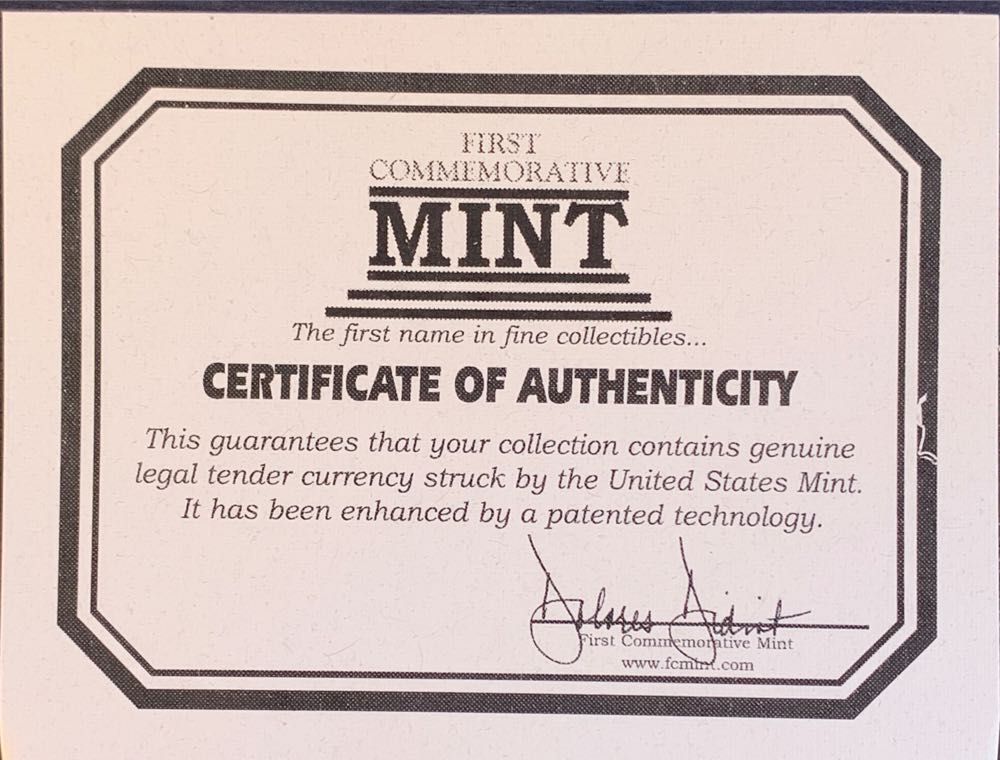 FIRST
COMMEMORATIVE
MINT
The first name in fine collectibles...
CERTIFICATE OF AUTHENTICITY
This guarantees that your collection contains genuine
legal tender currency struck by the United States Mint.
It has been enhanced by a patented technology.
Dolores
First Commemorative Mint
www.fcmint.com